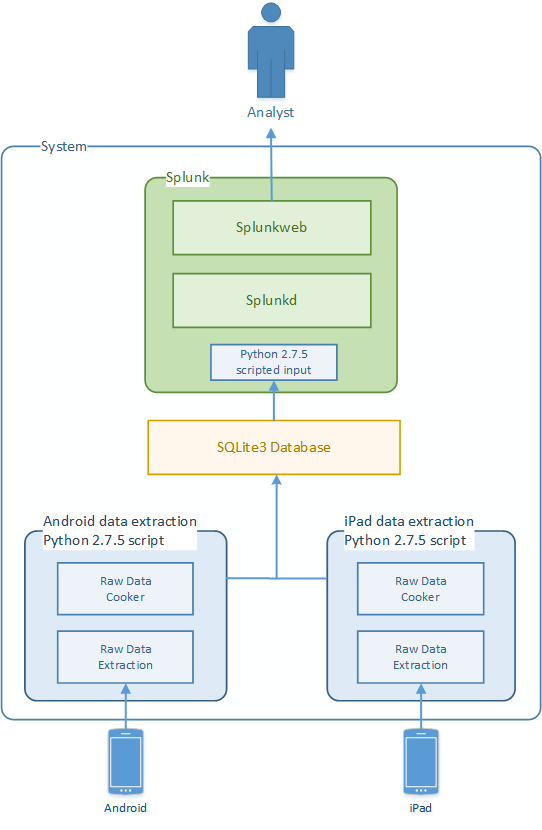 Analyst
System
Splunk
Splunkweb
Splunkd
Python 2.7.5
scripted input
SQLite3 Database
Android data extraction
Python 2.7.5 script
iPad data extraction
Python 2.7.5 script
Raw Data
Cooker
Raw Data
Cooker
Raw Data
Extraction
Raw Data
Extraction
Android
iPad